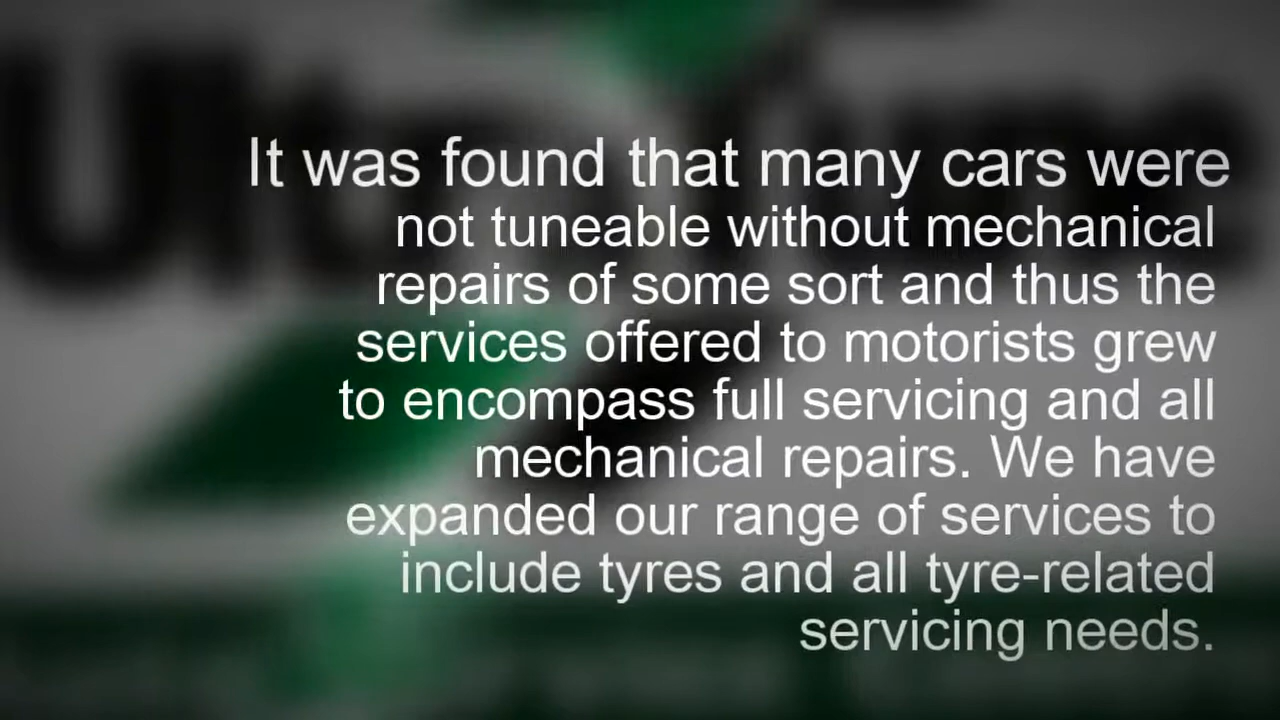 It was found that many cars were
not tuneable without mechanical
repairs of some sort and thus the
services offered to motorists grew
to encompass full servicing and all
mechanical repairs. We have
expanded our range of services to
include tyres and all tyre-related
servicing needs.